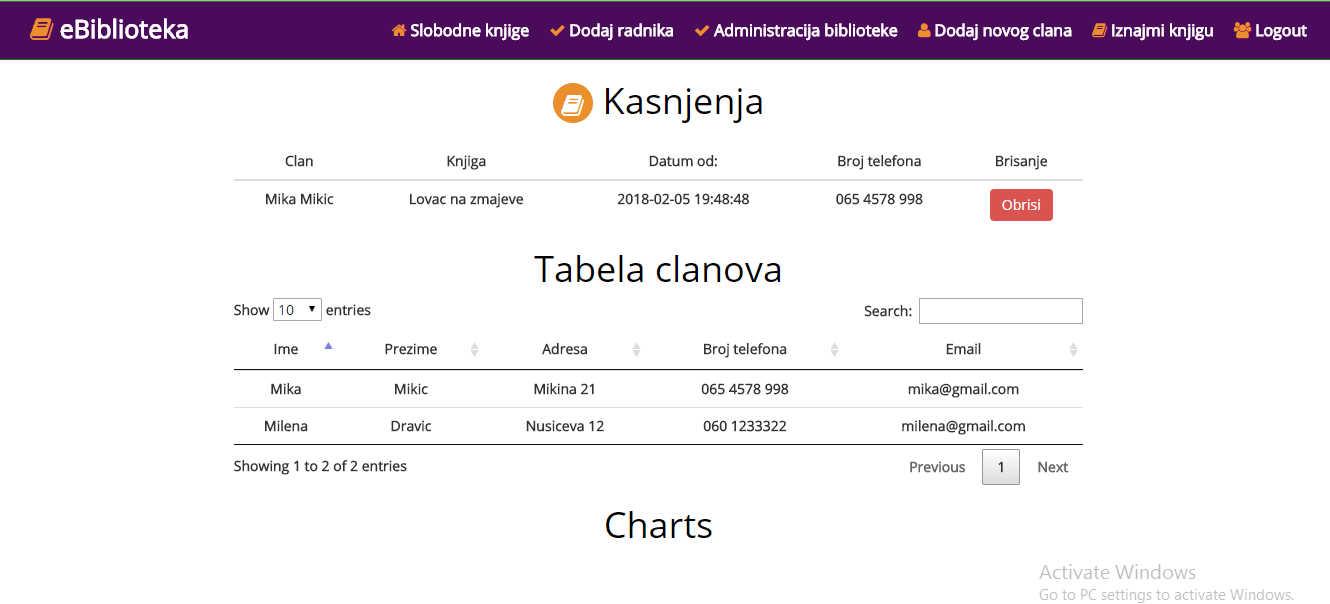 eBiblioteka Slobodne knjige Dodaj radnika Administracija biblioteke Dodaj novog clana Iznajmi knjigu Logout
Kasnjenja
Clan Knjiga Datum od: Broj telefona Brisanje
Mika Mikic Lovac na zmajeve 2018-02-05 19:48:48 065 4578 998 Obrisi
Tabela clanova
Show 10 entries Search:
Ime Prezime Adresa Broj telefona Email
Mika Mikic Mikina 21 065 4578 998 mika@gmail.com
Milena Dravic Nusiceva 12 060 1233322 milena@gmail.com
Showing 1 to 2 of 2 entries Previous 1 Next
Charts
Activate Windows
Go to PC settings to activate Windows.